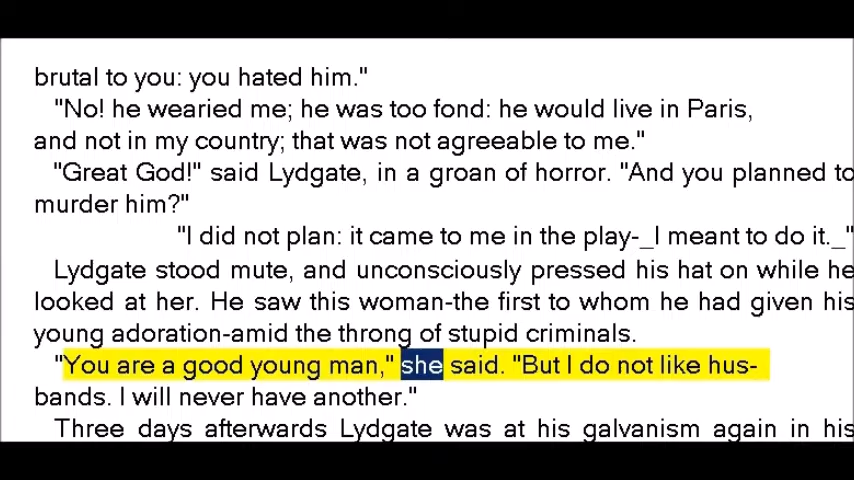 brutal to you: you hated him."
"No! he wearied me; he was too fond: he would live in Paris,
and not in my country; that was not agreeable to me."
"Great God!" said Lydgate, in a groan of horror. "And you planned to
murder him?"
"I did not plan: it came to me in the play-_I meant to do it._"
Lydgate stood mute, and unconsciously pressed his hat on while he
looked at her. He saw this woman-the first to whom he had given his
young adoration-amid the throng of stupid criminals.
"You are a good young man," she said. "But I do not like hus-
bands. I will never have another."
Three days afterwards Lydgate was at his galvanism again in his